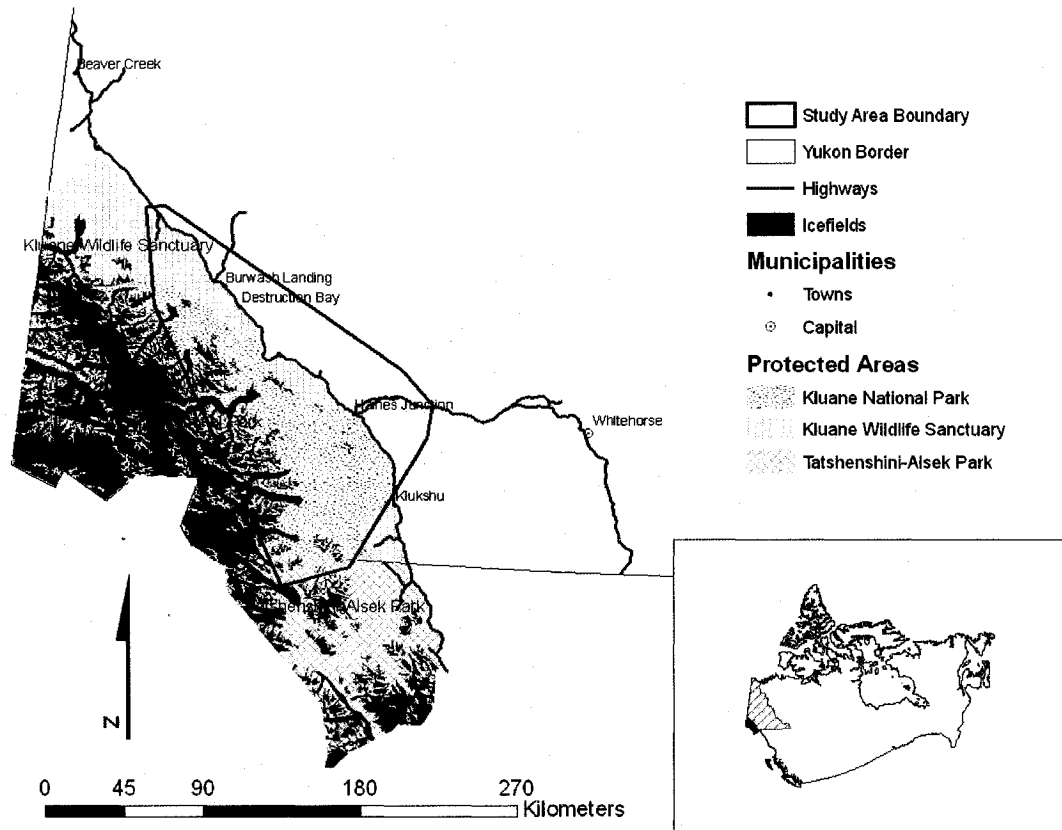 Beaver Creek
Kluane Wildlife Sanctuary
Burwash Landing
Destruction Bay
Haines Junction
Whitehorse
Klukshu
Alsek Park
N
0 45 90 180 270
Kilometers
Study Area Boundary
Yukon Border
Highways
Icefields
Municipalities
Towns
Capital
Protected Areas
Kluane National Park
Kluane Wildlife Sanctuary
Tatshenshini-Alsek Park